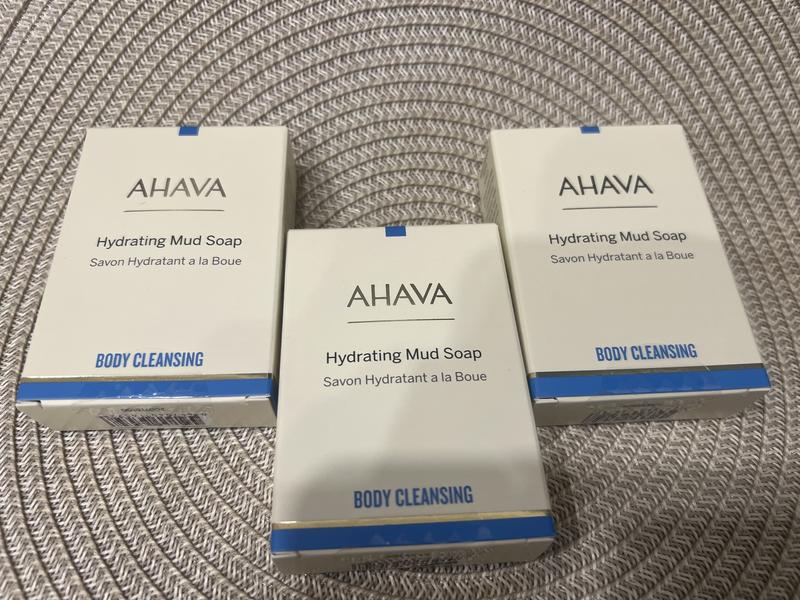 AHAVA
Hydrating Mud Soap
Savon Hydratant a la Boue
BODY CLEANSING
AHAVA
Hydrating Mud Soap
Savon Hydratant a la Boue
BODY CLEANSING
AHAVA
Hydrating Mud Soap
Savon Hydratant a la Boue
BODY CLEANSING